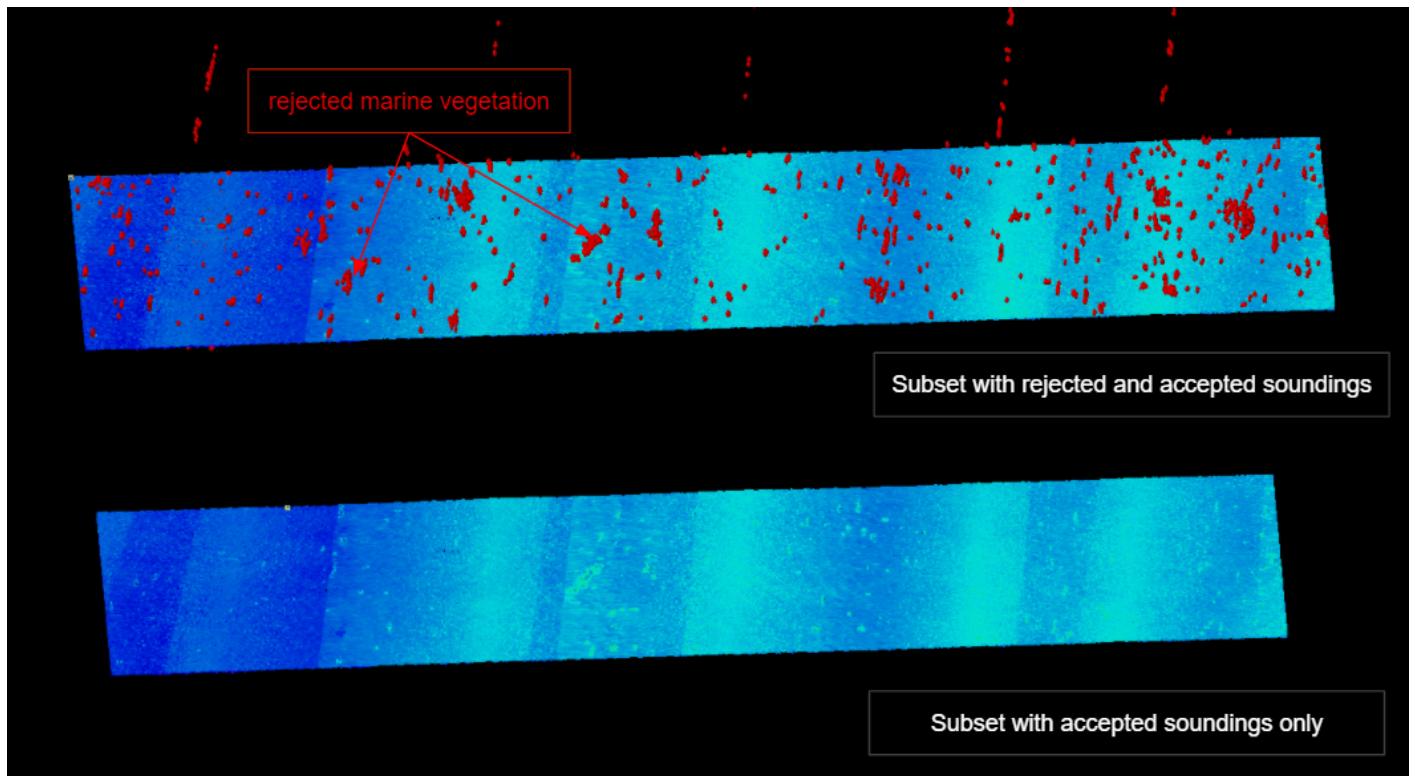 rejected marine vegetation
Subset with rejected and accepted soundings
Subset with accepted soundings only